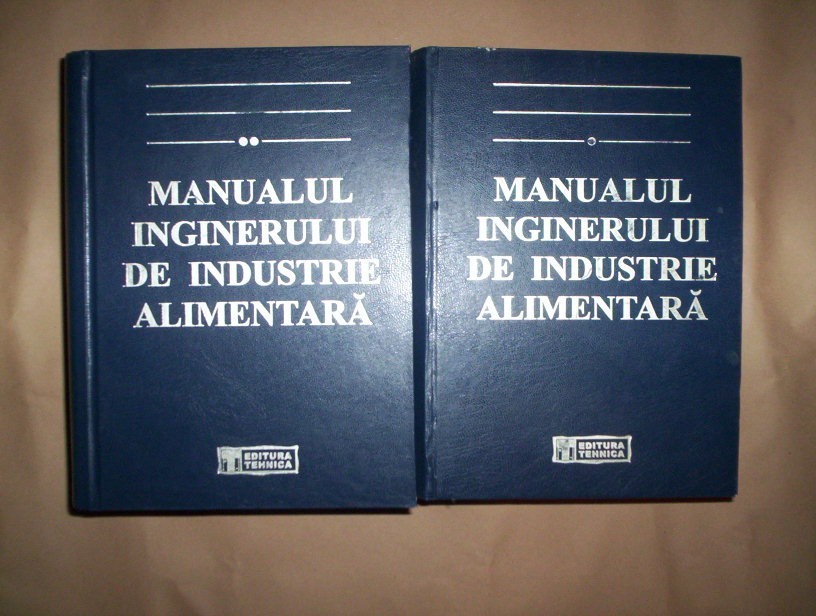 MANUALUL
INGINERULUI
DE INDUSTRIE
ALIMENTARĂ
EDITURA
TEHNICA
MANUALUL
INGINERULUI
DE INDUSTRIE
ALIMENTARĂ
EDITURA
TEHNICA